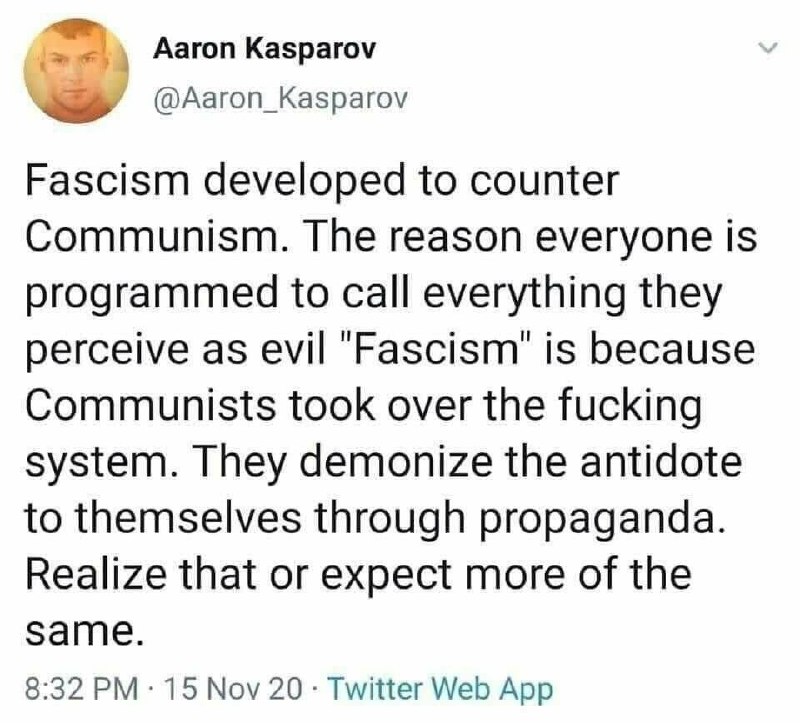 Aaron Kasparov
@Aaron_Kasparov
Fascism developed to counter
Communism. The reason everyone is
programmed to call everything they
perceive as evil "Fascism" is because
Communists took over the fucking
system. They demonize the antidote
to themselves through propaganda.
Realize that or expect more of the
same.
8:32 PM · 15 Nov 20 · Twitter Web App